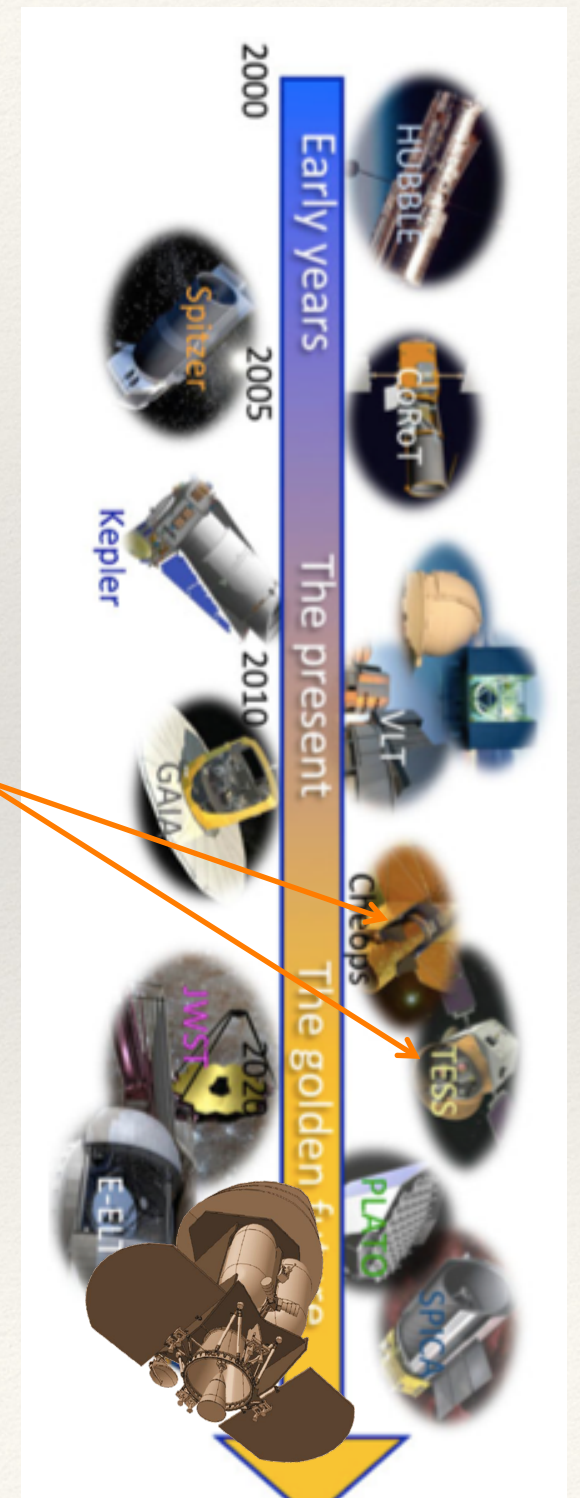 2000
HUBBLE
Early years
Spitzer
2005
CoRoT
Kepler
The present
2010
VLT
GAIA
Cheops
The golden
TESS
JWST
E-ELT
PLATO
SPICA